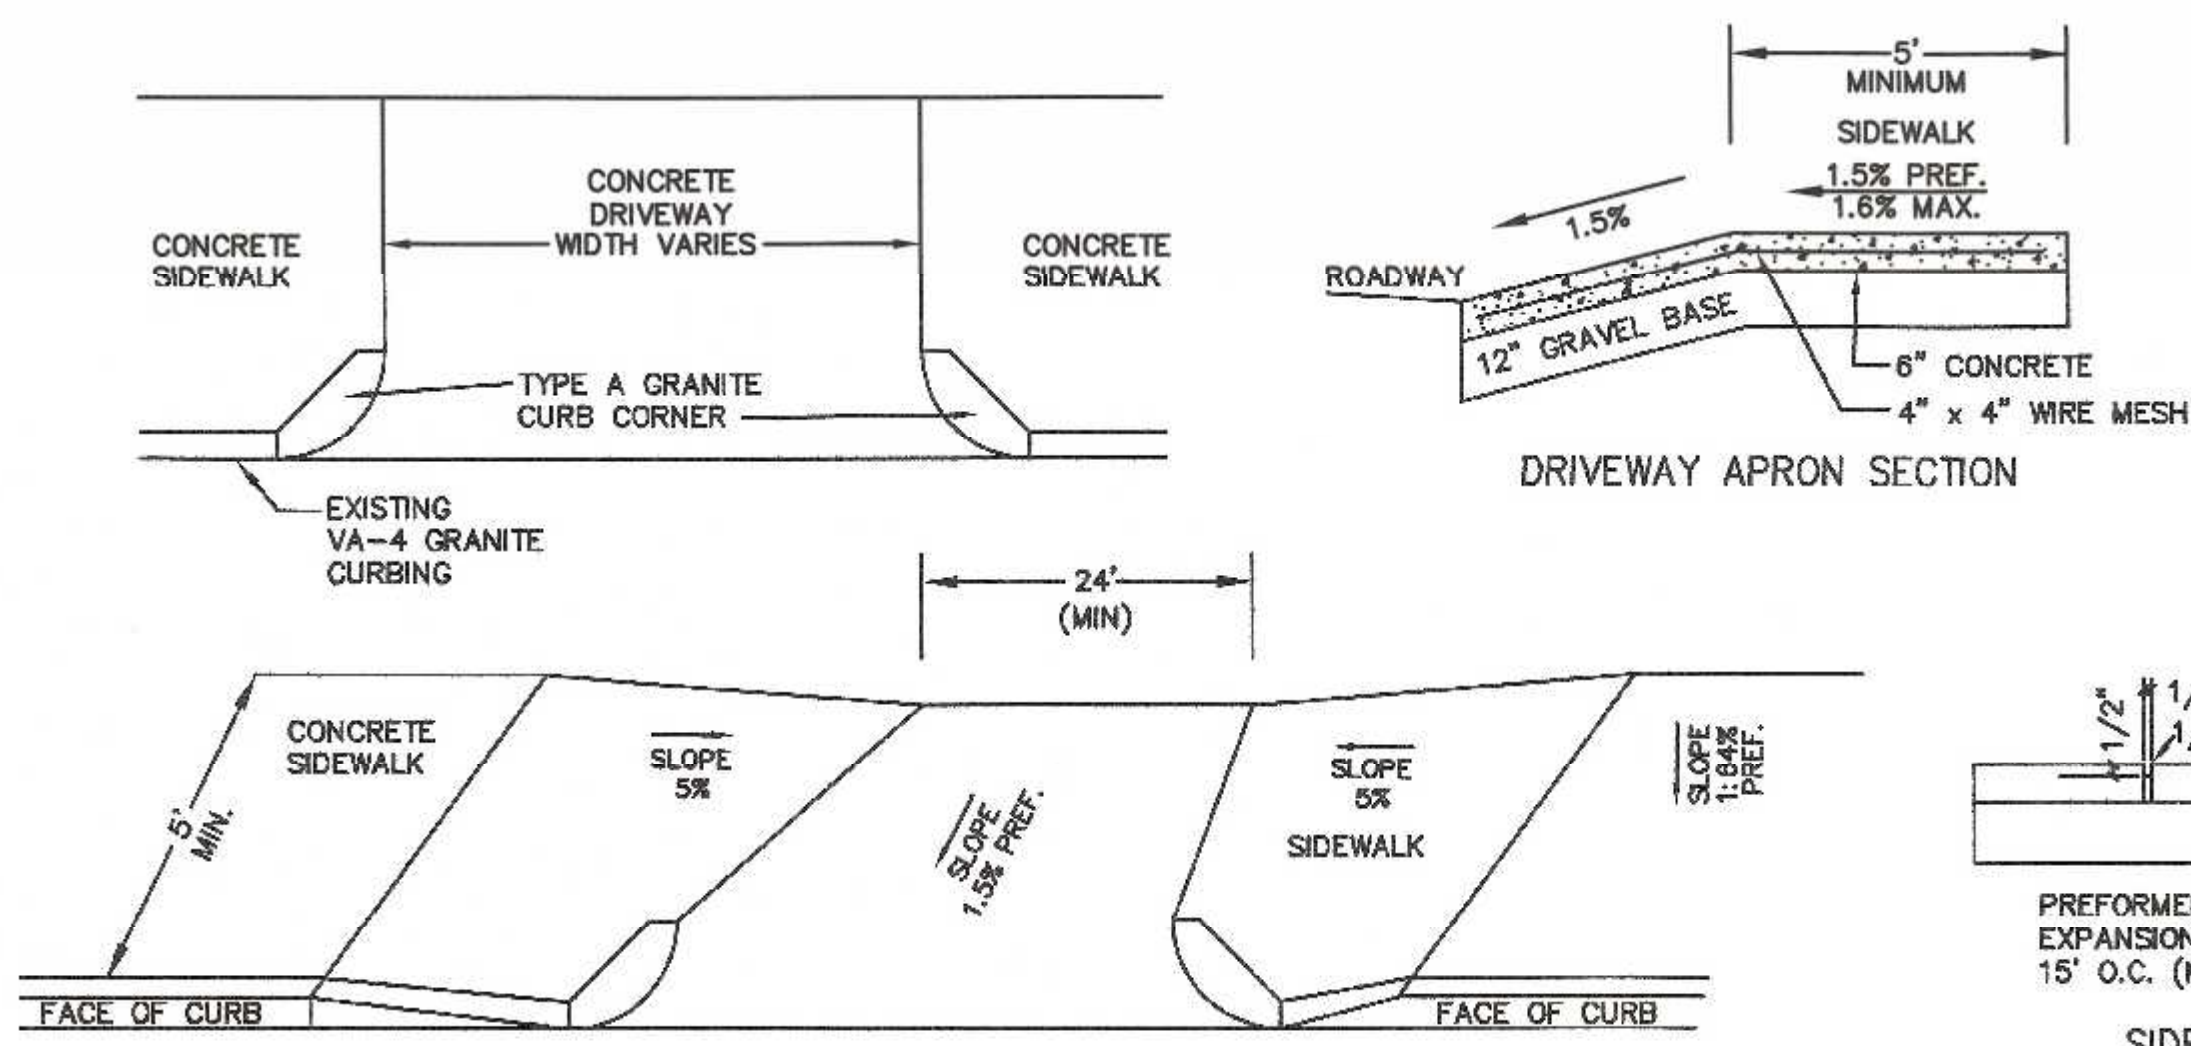 CONCRETE
SIDEWALK
CONCRETE
DRIVEWAY
WIDTH VARIES
CONCRETE
SIDEWALK
TYPE A GRANITE
CURB CORNER
EXISTING
VA-4 GRANITE
CURBING
5'
MINIMUM
SIDEWALK
1.5% PREF.
1.6% MAX.
1.5%
ROADWAY
12" GRAVEL BASE
6" CONCRETE
4" x 4" WIRE MESH
DRIVEWAY APRON SECTION
24'
(MIN)
CONCRETE
SIDEWALK
5'
MIN.
SLOPE
5%
SLOPE
1.5% PREF.
SLOPE
5%
SIDEWALK
SLOPE
1:64%
PREF.
FACE OF CURB
FACE OF CURB
1/2"
EXPANSION
15' O.C.